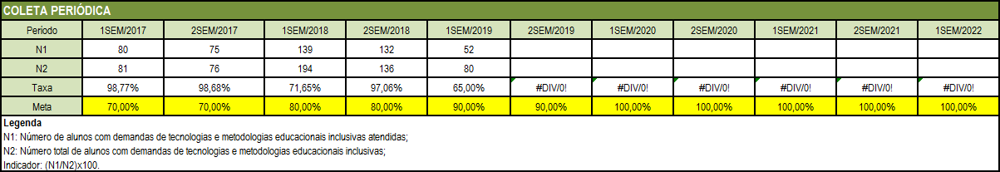 COLETA PERIÓDICA
Período 1SEM/2017 2SEM/2017 1SEM/2018 2SEM/2018 1SEM/2019 2SEM/2019 1SEM/2020 2SEM/2020 1SEM/2021 2SEM/2021 1SEM/2022
N1 80 75 139 132 52
N2 81 76 194 136 80
Taxa 98,77% 98,68% 71,65% 97,06% 65,00% #DIV/0! #DIV/0! #DIV/0! #DIV/0! #DIV/0! #DIV/0!
Meta 70,00% 70,00% 80,00% 80,00% 90,00% 90,00% 100,00% 100,00% 100,00% 100,00% 100,00%
Legenda
N1: Número de alunos com demandas de tecnologias e metodologias educacionais inclusivas atendidas;
N2: Número total de alunos com demandas de tecnologias e metodologias educacionais inclusivas;
Indicador: (N1/N2)x100.